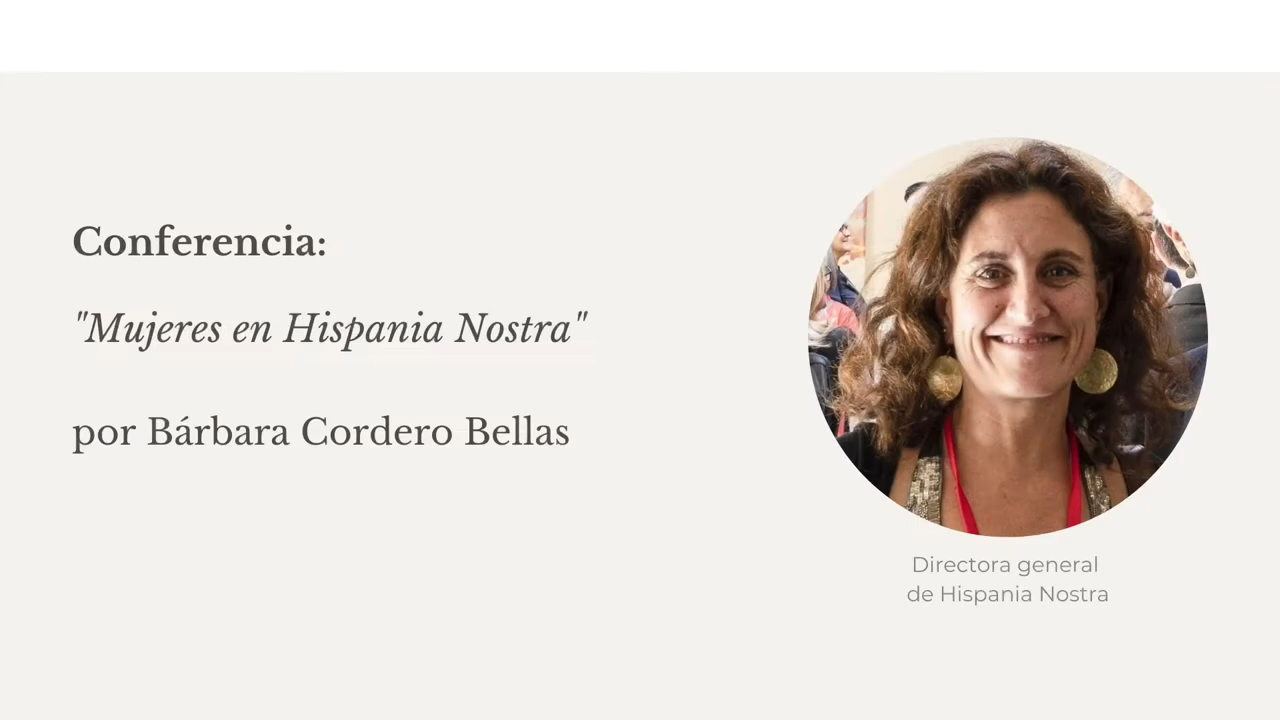 Conferencia:
"Mujeres en Hispania Nostra"
por Bárbara Cordero Bellas
Directora general
de Hispania Nostra